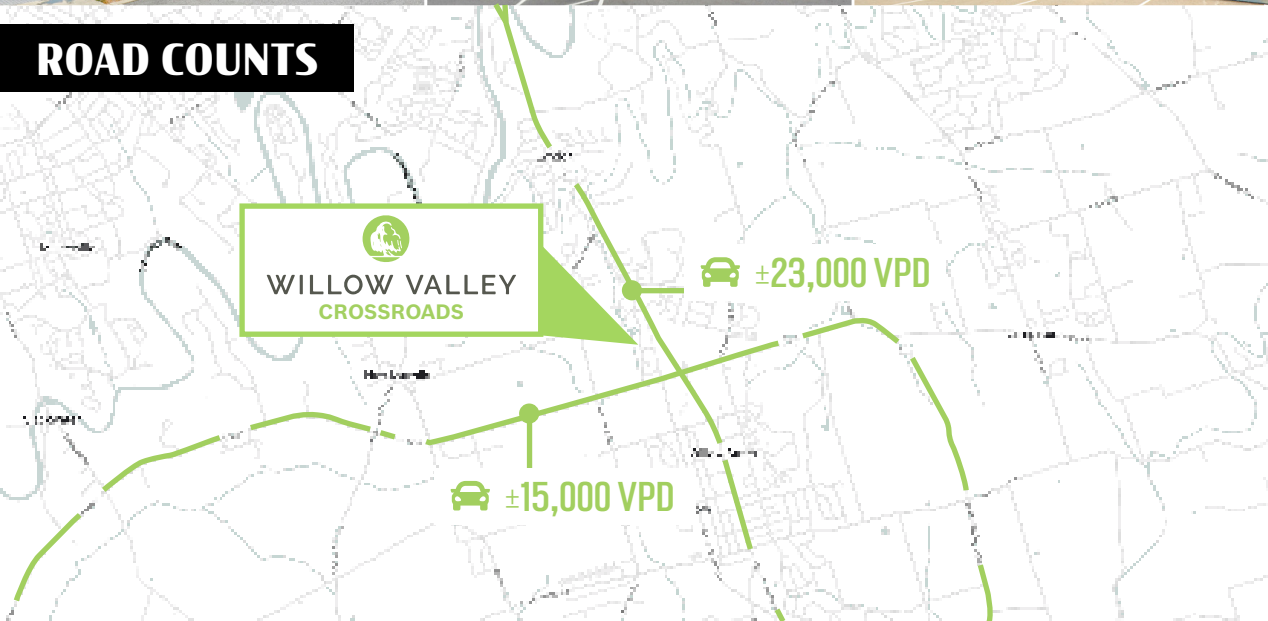 ROAD COUNTS
WILLOW VALLEY
CROSSROADS
±23,000 VPD
±15,000 VPD